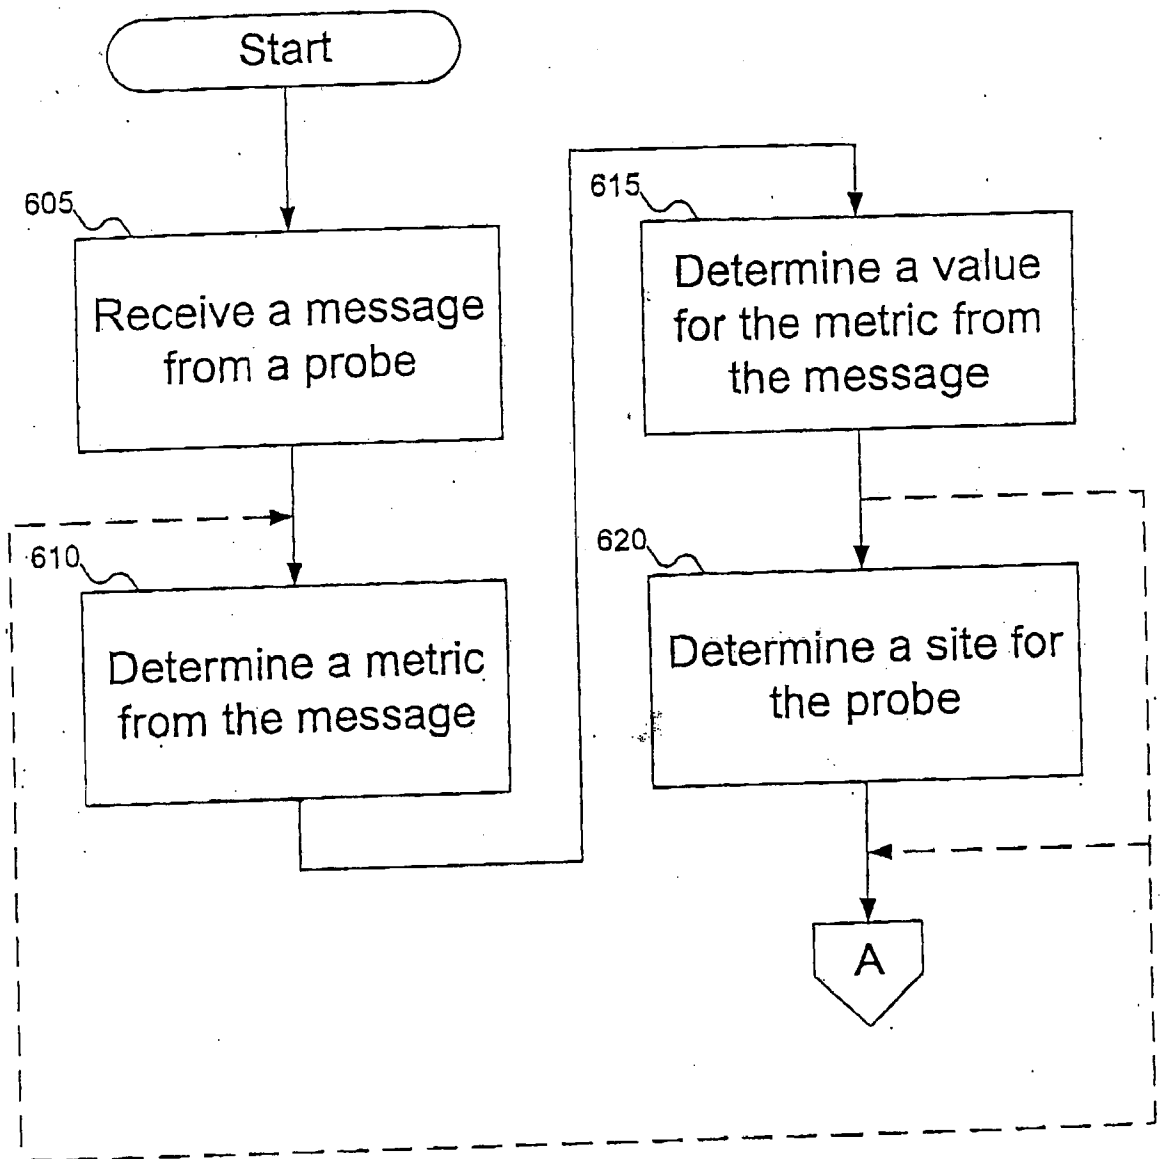 Start
605
Receive a message
from a probe
610
Determine a metric
from the message
615
Determine a value
for the metric from
the message
620
Determine a site for
the probe
A